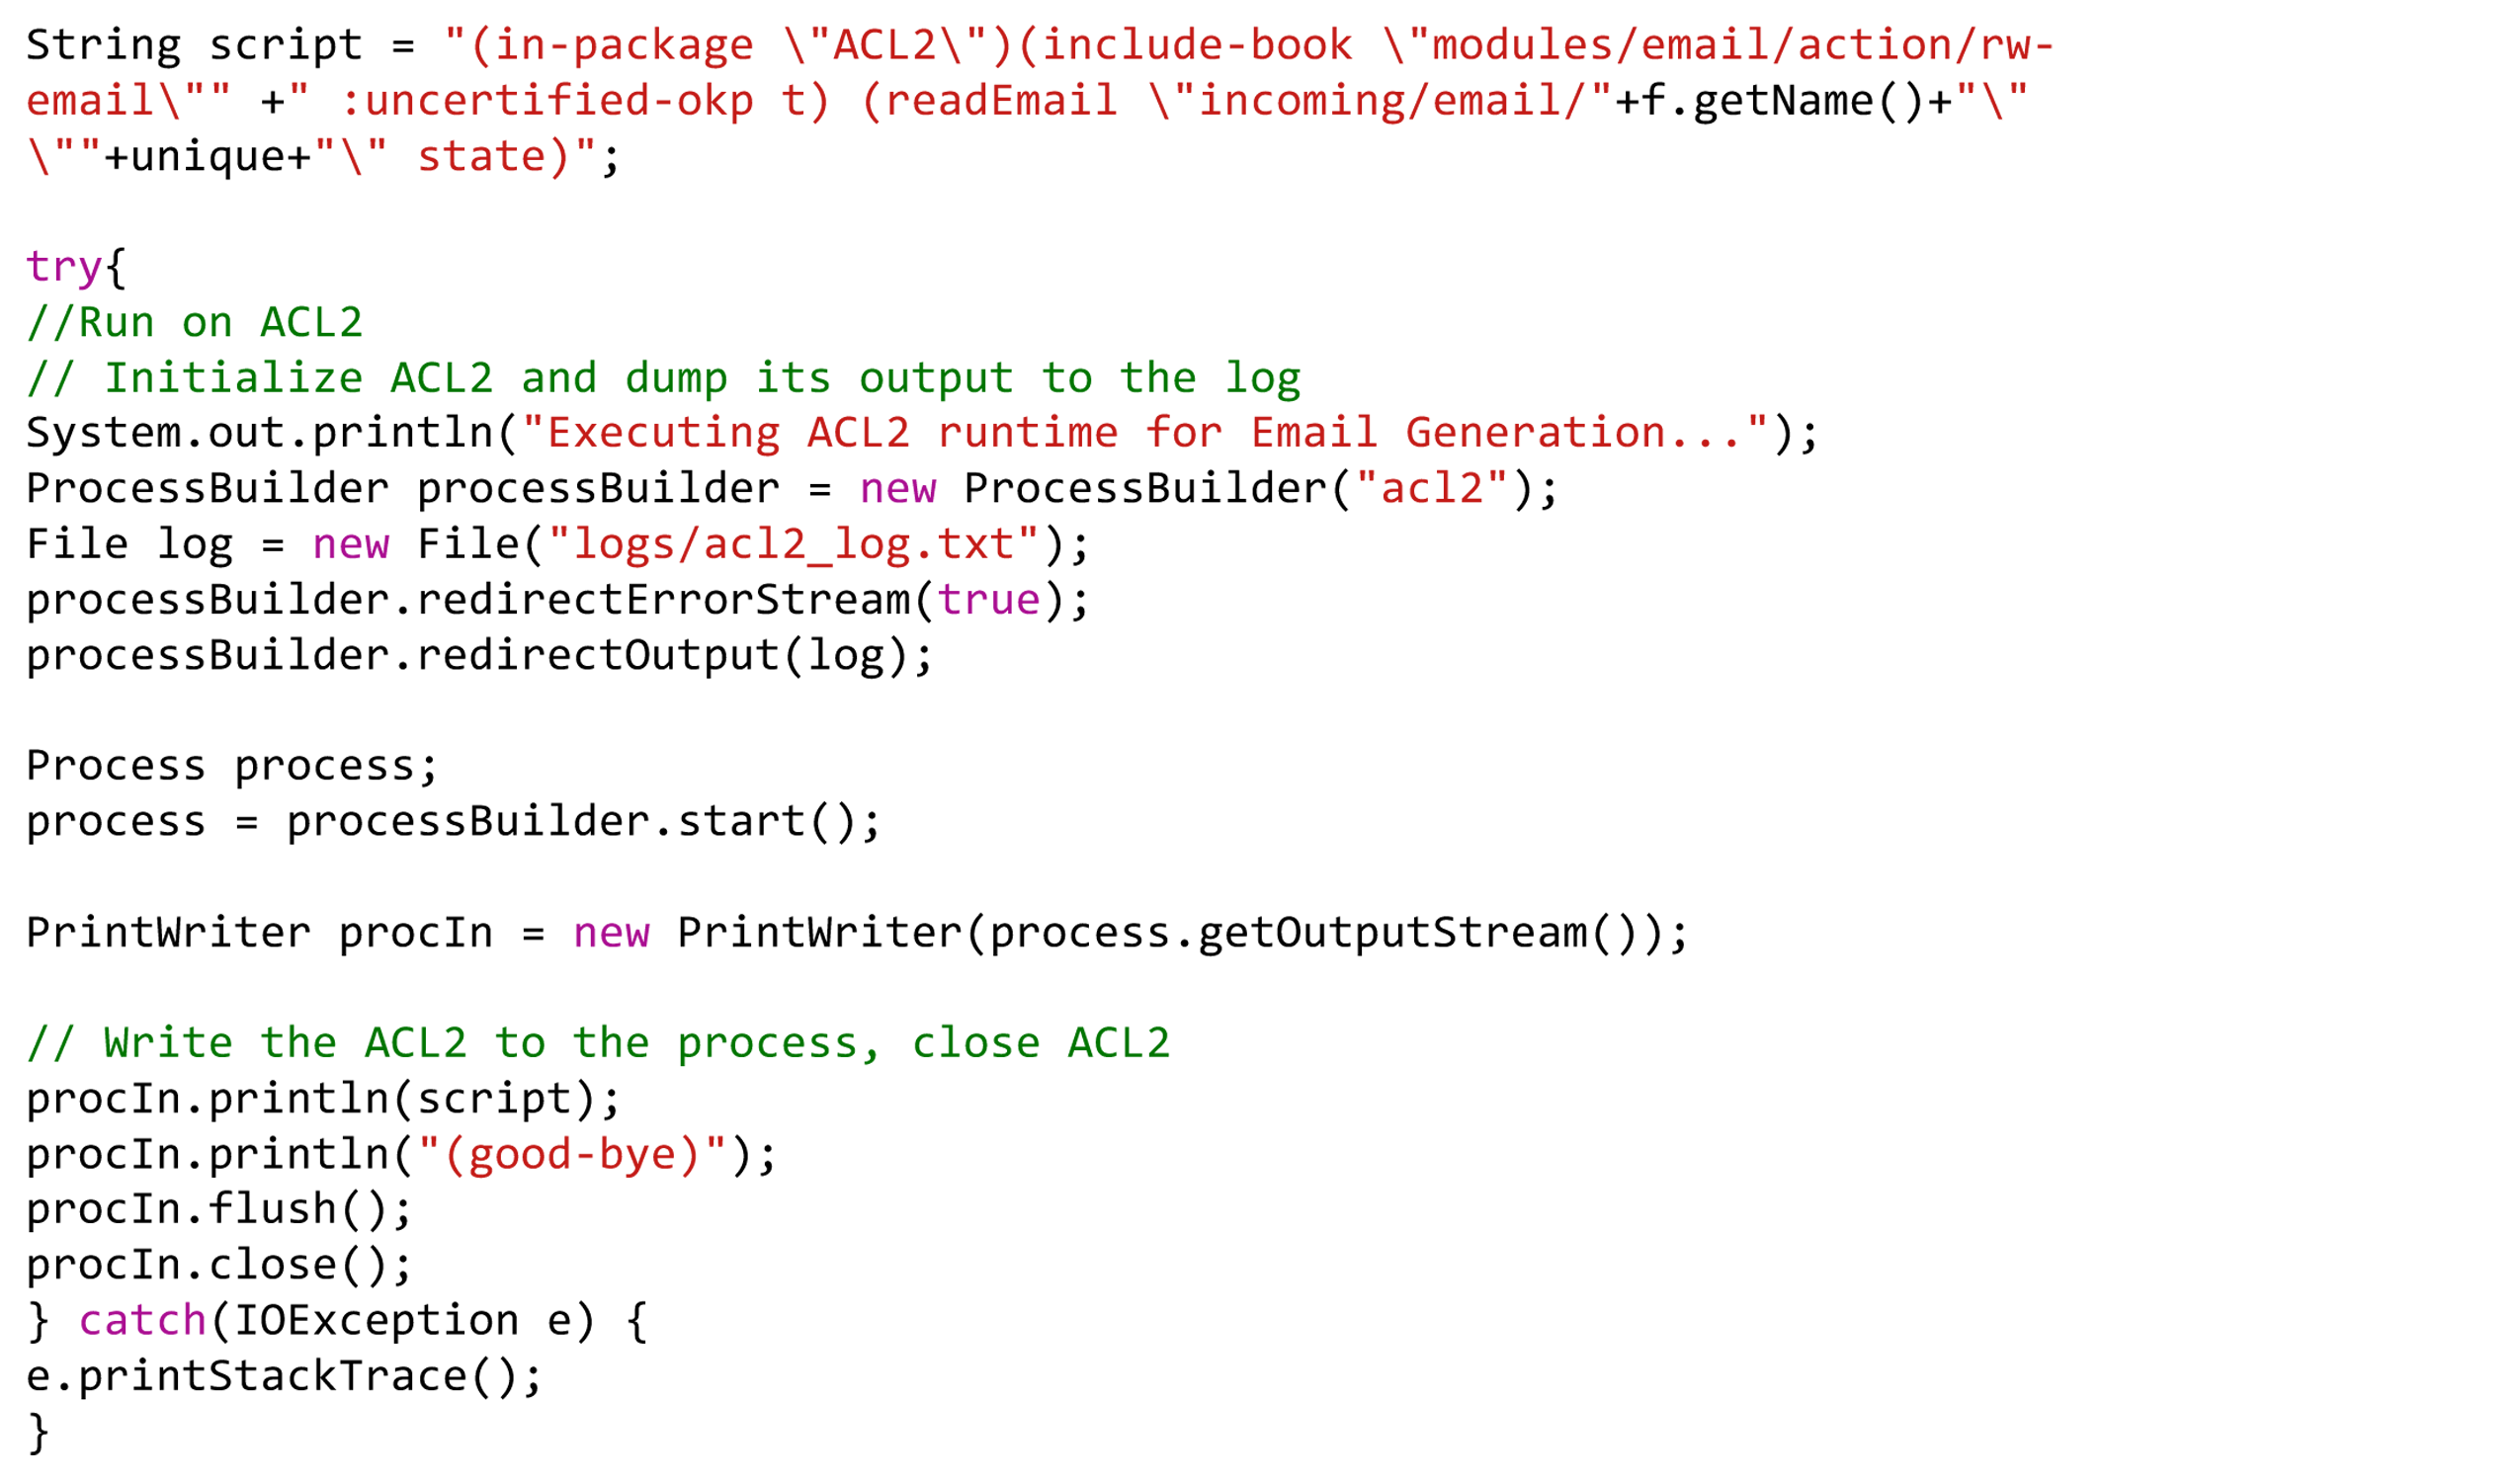 String script = "(in-package \"ACL2\")(include-book \"modules/email/action/rw-
email\"" +" :uncertified-okp t) (readEmail \"incoming/email/"+f.getName()+"\"
\""+unique+"\" state)";
try{
//Run on ACL2
// Initialize ACL2 and dump its output to the log
System.out.println("Executing ACL2 runtime for Email Generation...");
ProcessBuilder processBuilder = new ProcessBuilder("acl2");
File log = new File("logs/acl2_log.txt");
processBuilder.redirectErrorStream(true);
processBuilder.redirectOutput(log);
Process process;
process = processBuilder.start();
PrintWriter procIn = new PrintWriter(process.getOutputStream());
// Write the ACL2 to the process, close ACL2
procIn.println(script);
procIn.println("(good-bye)");
procIn.flush();
procIn.close();
} catch(IOException e) {
e.printStackTrace();
}